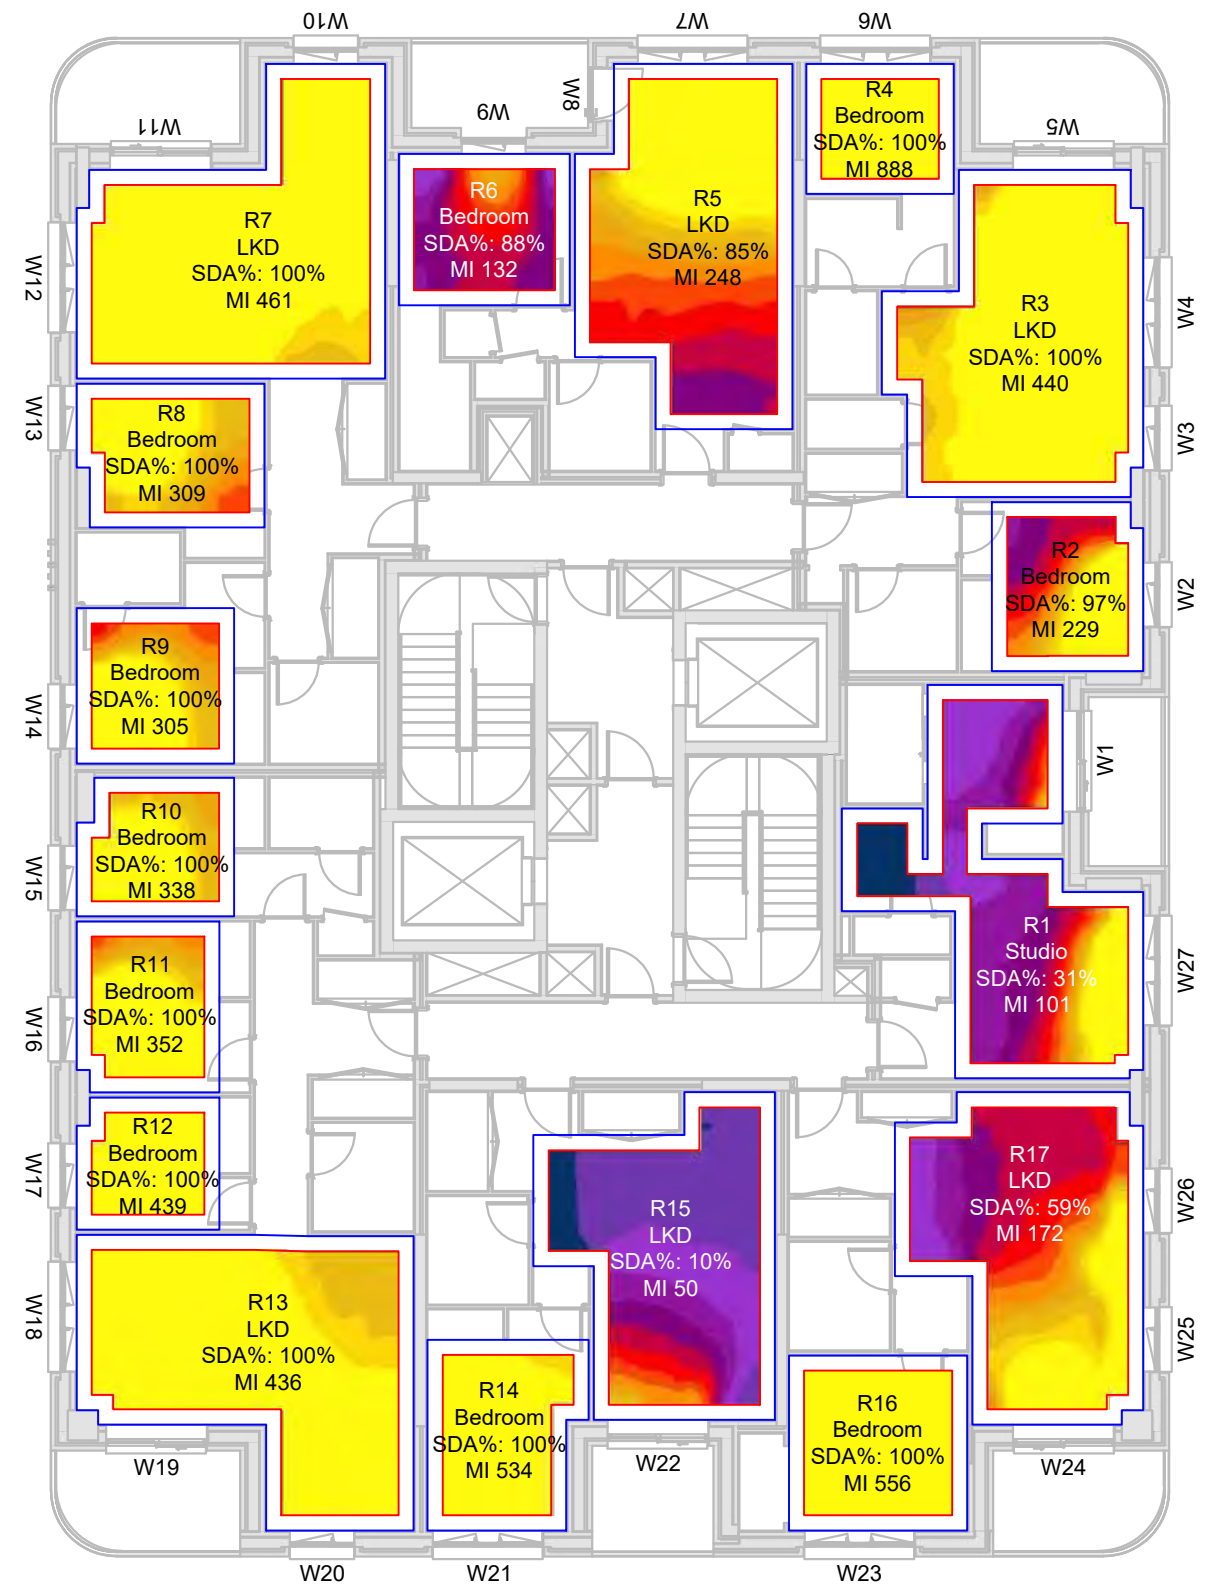 W10
W7
W6
W8
W9
W11
W5
R4
Bedroom
SDA%: 100%
MI 888
R6
Bedroom
SDA%: 88%
MI 132
R5
LKD
SDA%: 85%
MI 248
R7
LKD
SDA%: 100%
MI 461
W12
W4
R3
LKD
SDA%: 100%
MI 440
W13
R8
Bedroom
SDA%: 100%
MI 309
W3
R2
Bedroom
SDA%: 97%
MI 229
W2
R9
Bedroom
SDA%: 100%
MI 305
W14
W1
R10
Bedroom
SDA%: 100%
MI 338
W15
R11
Bedroom
SDA%: 100%
MI 352
W16
R1
Studio
SDA%: 31%
MI 101
W27
R12
Bedroom
SDA%: 100%
MI 439
W17
R17
LKD
SDA%: 59%
MI 172
W26
R15
LKD
SDA%: 10%
MI 50
R13
LKD
SDA%: 100%
MI 436
W18
W25
R14
Bedroom
SDA%: 100%
MI 534
R16
Bedroom
SDA%: 100%
MI 556
W19
W22
W24
W20
W21
W23